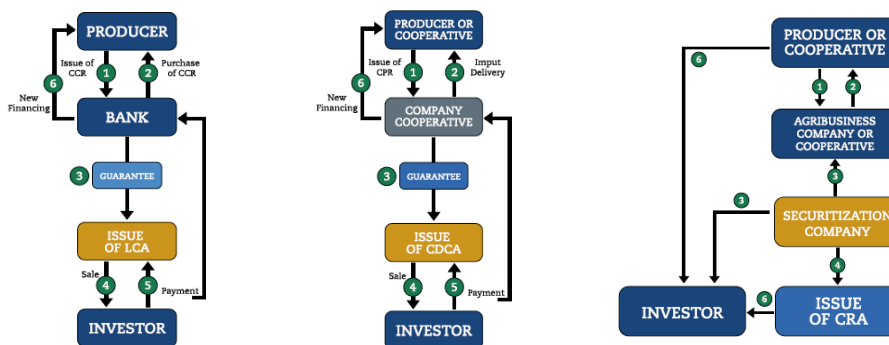 PRODUCER
Issue of
CCR
1
2
Purchase
of CCR
6
New
Financing
BANK
3
GUARANTEE
ISSUE
OF LCA
Sale
4
5
Payment
INVESTOR
PRODUCER OR
COOPERATIVE
Issue of
CPR
1
2
Imput
Delivery
6
New
Financing
COMPANY
COOPERATIVE
3
GUARANTEE
ISSUE
OF CDCA
Sale
4
5
Payment
INVESTOR
PRODUCER OR
COOPERATIVE
6
1
2
AGRIBUSINESS
COMPANY OR
COOPERATIVE
3
3
SECURITIZATION
COMPANY
4
INVESTOR
6
ISSUE
OF CRA